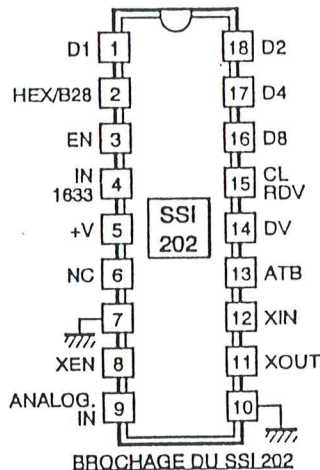 D1 1 18 D2
HEX/B28 2 17 D4
EN 3 16 D8
IN
1633 4 15 CL
RDV
+V 5 14 DV
SSI
202
NC 6 13 ATB
7 12 XIN
XEN 8 11 XOUT
ANALOG.
IN 9 10
BROCHAGE DU SSI 202